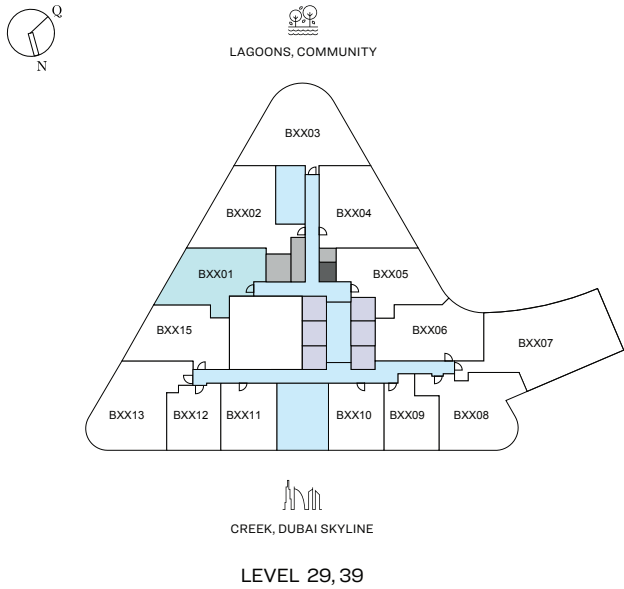 Q
N
LAGOONS, COMMUNITY
BXX03
BXX02
BXX04
BXX01
BXX05
BXX15
BXX06
BXX07
BXX13
BXX12
BXX11
BXX10
BXX09
BXX08
CREEK, DUBAI SKYLINE
LEVEL 29, 39